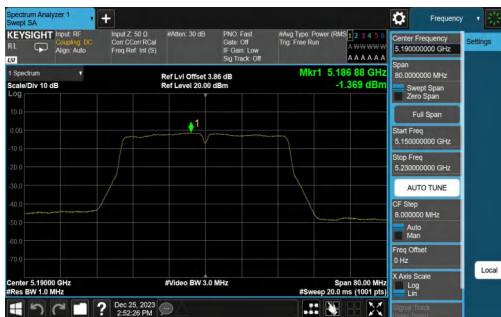 Spectrum Analyzer 1
Swept SA
Frequency
KEYSIGHT
RL
Input: RF
Coupling: DC
Align: Auto
Input Z: 50 Ω
Corr CCorr RCal
Freq Ref: Int (S)
#Atten: 30 dB
PNO: Fast
Gate: Off
IF Gain: Low
Sig Track: Off
#Avg Type: Power (RMS)
Trig: Free Run
1 2 3 4 5 6
A W W W W W
A A A A A A
Center Frequency
5.190000000 GHz
Settings
Span
80.0000000 MHz
Swept Span
Zero Span
Full Span
Start Freq
5.150000000 GHz
Stop Freq
5.230000000 GHz
AUTO TUNE
CF Step
8.000000 MHz
Auto
Man
Freq Offset
0 Hz
X Axis Scale
Log
Lin
Signal Track
Local
1 Spectrum
Scale/Div 10 dB
Log
Ref Lvl Offset 3.86 dB
Ref Level 20.00 dBm
Mkr1 5.186 88 GHz
-1.369 dBm
1
10.0
0.00
-10.0
-20.0
-30.0
-40.0
-50.0
-60.0
-70.0
Center 5.19000 GHz
#Res BW 1.0 MHz
#Video BW 3.0 MHz
Span 80.00 MHz
#Sweep 20.0 ms (1001 pts)
?
Dec 25, 2023
2:52:26 PM